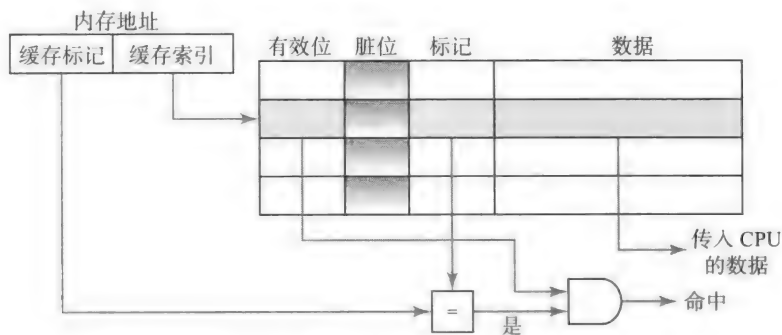 内存地址
缓存标记 缓存索引
有效位 脏位 标记 数据
传入 CPU
的数据
=
是
命中